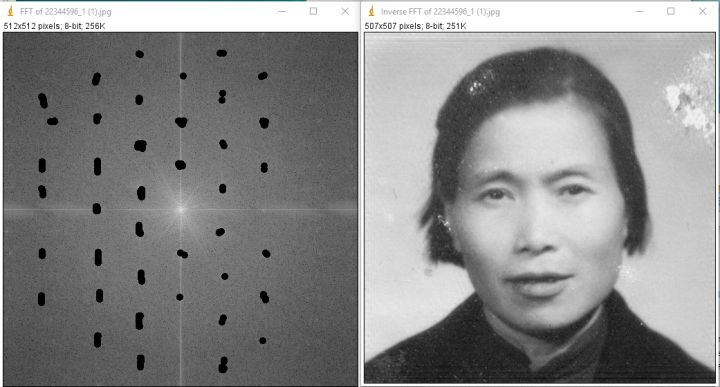 FFT of 22344596_1 (1).jpg
512x512 pixels; 8-bit; 256K
Inverse FFT of 22344596_1 (1).jpg
507x507 pixels; 8-bit; 251K